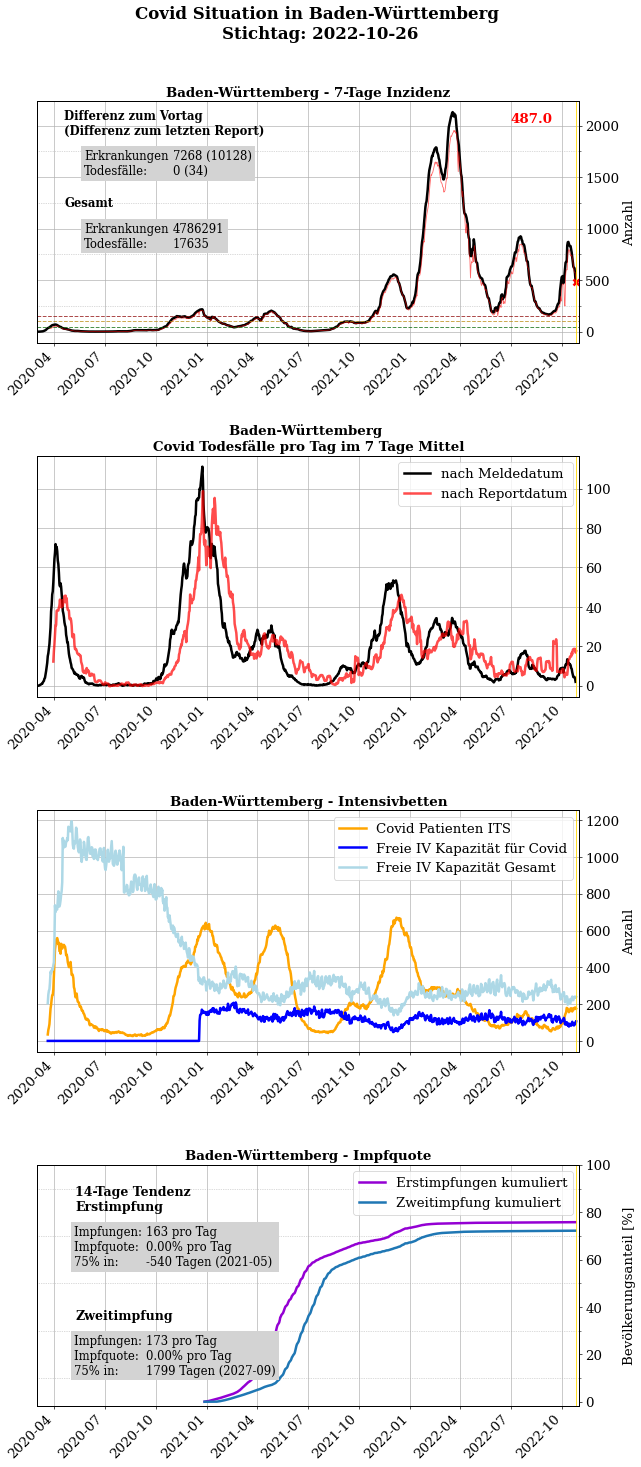 Covid Situation in Baden-Württemberg
Stichtag: 2022-10-26
Baden-Württemberg - 7-Tage Inzidenz
Differenz zum Vortag
(Differenz zum letzten Report)
Erkrankungen 7268 (10128)
Todesfälle: 0 (34)
Gesamt
Erkrankungen 4786291
Todesfälle: 17635
487.0
2000
1500
1000
500
0
Anzahl
2020-04
2020-07
2020-10
2021-01
2021-04
2021-07
2021-10
2022-01
2022-04
2022-07
2022-10
Baden-Württemberg
Covid Todesfälle pro Tag im 7 Tage Mittel
nach Meldedatum
nach Reportdatum
100
80
60
40
20
0
2020-04
2020-07
2020-10
2021-01
2021-04
2021-07
2021-10
2022-01
2022-04
2022-07
2022-10
Baden-Württemberg - Intensivbetten
Covid Patienten ITS
Freie IV Kapazität für Covid
Freie IV Kapazität Gesamt
1200
1000
800
600
400
200
0
Anzahl
2020-04
2020-07
2020-10
2021-01
2021-04
2021-07
2021-10
2022-01
2022-04
2022-07
2022-10
Baden-Württemberg - Impfquote
14-Tage Tendenz
Erstimpfung
Impfungen: 163 pro Tag
Impfquote: 0.00% pro Tag
75% in: -540 Tagen (2021-05)
Zweitimpfung
Impfungen: 173 pro Tag
Impfquote: 0.00% pro Tag
75% in: 1799 Tagen (2027-09)
Erstimpfungen kumuliert
Zweitimpfung kumuliert
100
80
60
40
20
0
Bevölkerungsanteil [%]
2020-04
2020-07
2020-10
2021-01
2021-04
2021-07
2021-10
2022-01
2022-04
2022-07
2022-10